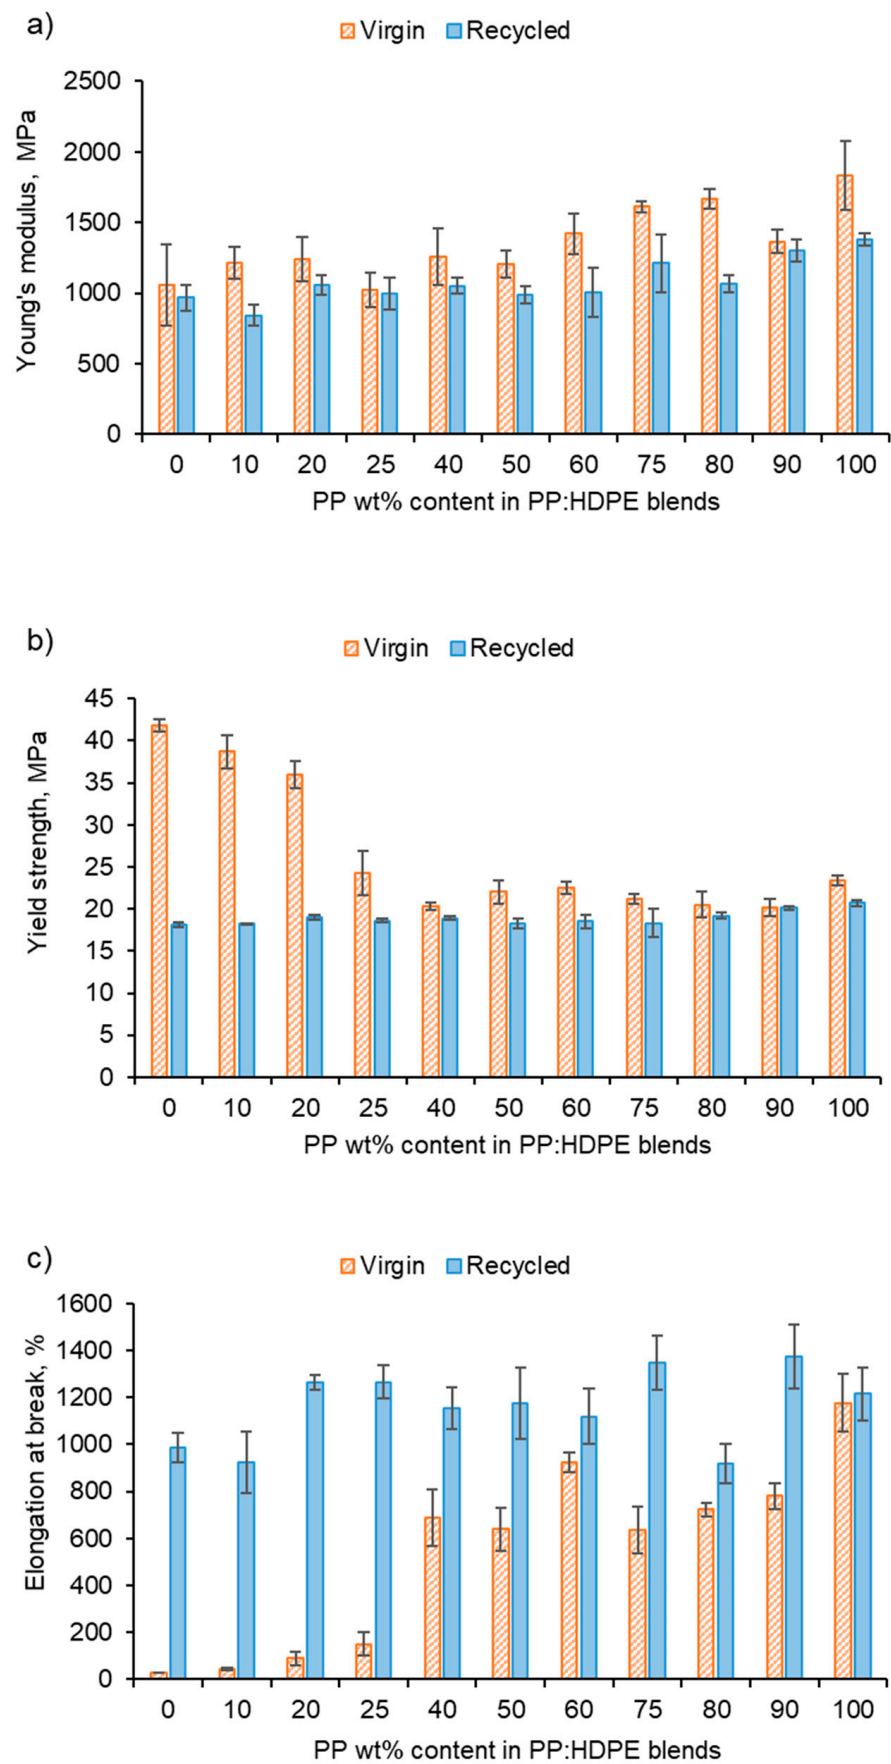 a)
Virgin Recycled
Young's modulus, MPa
2500
2000
1500
1000
500
0
0 10 20 25 40 50 60 75 80 90 100
PP wt% content in PP:HDPE blends
b)
Virgin Recycled
Yield strength, MPa
45
40
35
30
25
20
15
10
5
0
0 10 20 25 40 50 60 75 80 90 100
PP wt% content in PP:HDPE blends
c)
Virgin Recycled
Elongation at break, %
1600
1400
1200
1000
800
600
400
200
0
0 10 20 25 40 50 60 75 80 90 100
PP wt% content in PP:HDPE blends